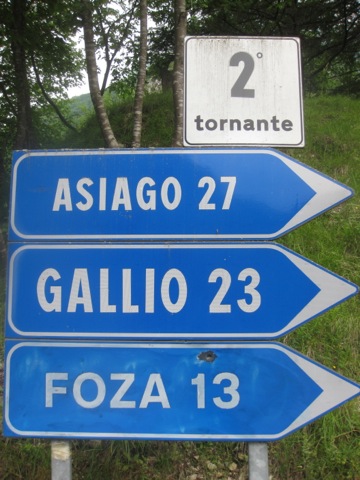 2°
tornante
ASIAGO 27
GALLIO 23
FOZA 13